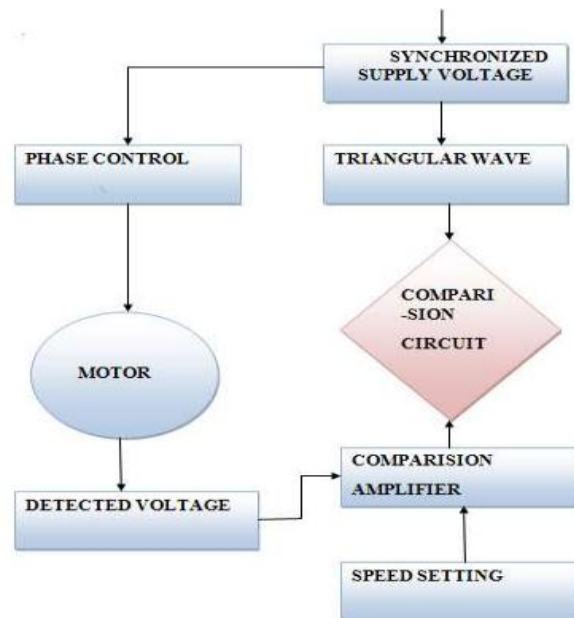 SYNCHRONIZED
SUPPLY VOLTAGE
PHASE CONTROL
TRIANGULAR WAVE
COMPARI
-SION
CIRCUIT
MOTOR
COMPARISION
AMPLIFIER
DETECTED VOLTAGE
SPEED SETTING